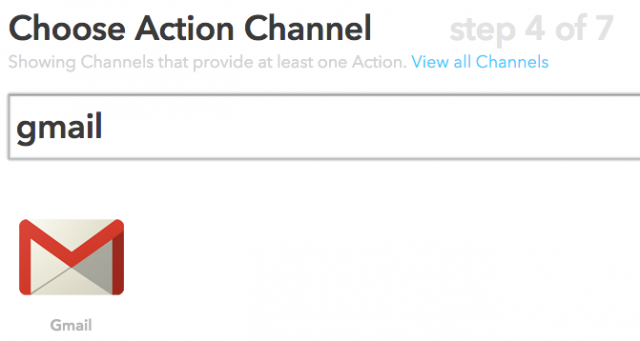 Choose Action Channel step 4 of 7
Showing Channels that provide at least one Action. View all Channels
gmail
Gmail